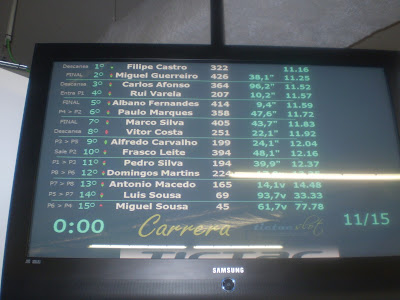 Descansa 1º Filipe Castro 322 11.16
FINAL 2º Miguel Guerreiro 426 38,1" 11.25
Descansa 3º Carlos Afonso 364 96,2" 11.52
Entra P1 4º Rui Varela 207 10,2" 11.57
FINAL 5º Albano Fernandes 414 9,4" 11.59
P4 > P2 6º Paulo Marques 358 47,6" 11.72
FINAL 7º Marco Silva 405 43,7" 11.83
Descansa 8º Vitor Costa 251 22,1" 11.92
P2 > P5 9º Alfredo Carvalho 199 24,1" 12.04
Sale P2 10º Frasco Leite 394 48,1" 12.16
P1 > P2 11º Pedro Silva 194 39,9" 12.37
P6 > P6 12º Domingos Martins 224
P7 > P8 13º Antonio Macedo 165 14,1v 14.48
P5 > P7 14º Luis Sousa 69 93,7v 33.33
P6 > P4 15º Miguel Sousa 45 61,7v 77.78
0:00 Carrera 11/15
SAMSUNG